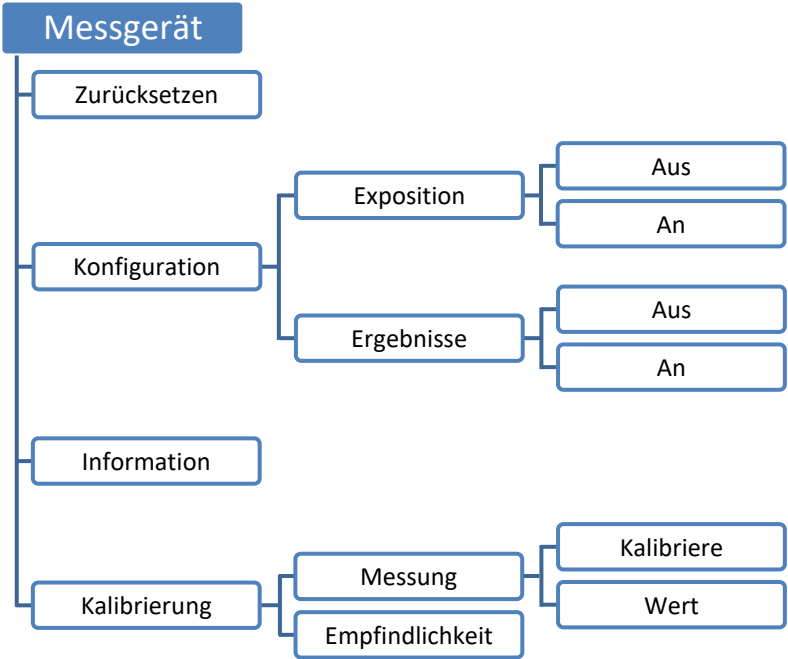 Messgerät
Zurücksetzen
Konfiguration
Exposition
Aus
An
Ergebnisse
Aus
An
Information
Kalibrierung
Messung
Kalibriere
Wert
Empfindlichkeit